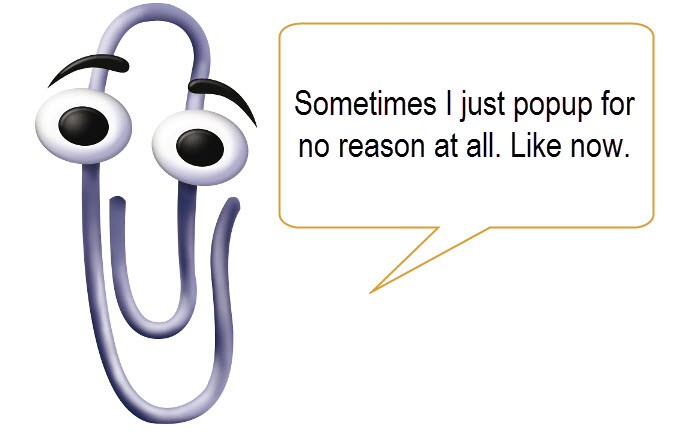 Sometimes I just popup for
no reason at all. Like now.